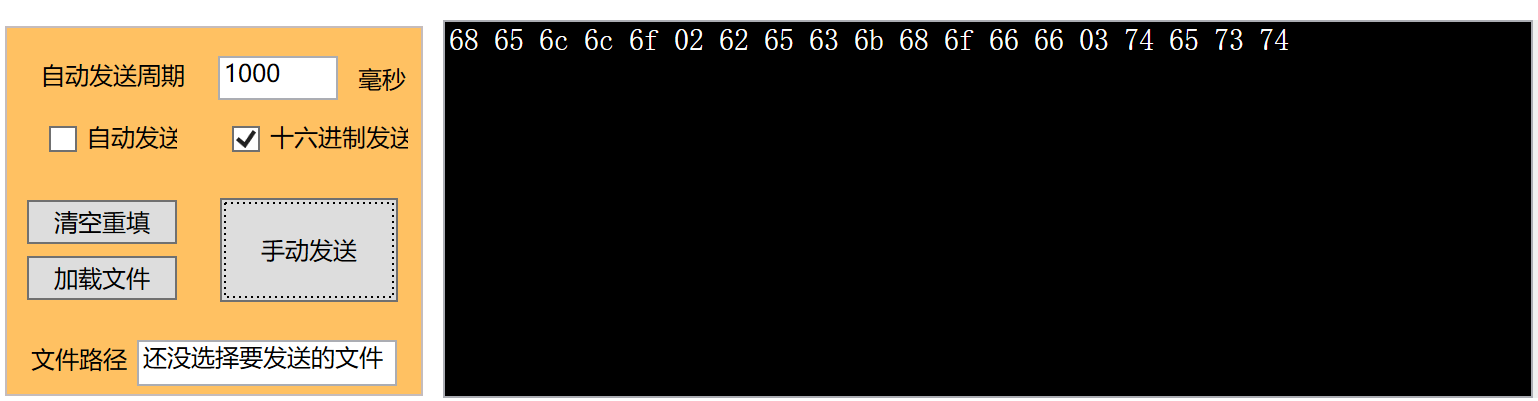 自动发送周期 1000 毫秒
自动发送 十六进制发送
清空重填
手动发送
加载文件
文件路径 还没选择要发送的文件
68 65 6c 6c 6f 02 62 65 63 6b 68 6f 66 66 03 74 65 73 74